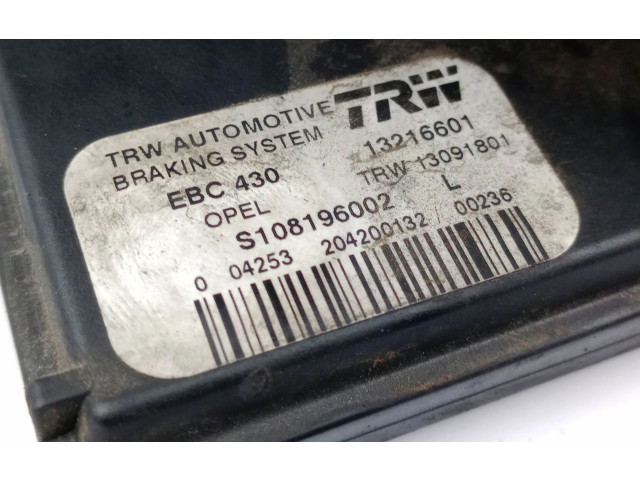 TRW AUTOMOTIVE TRW
BRAKING SYSTEM 13216601
EBC 430 TRW 13091801
OPEL L
S108196002
0 04253 204200132 00236